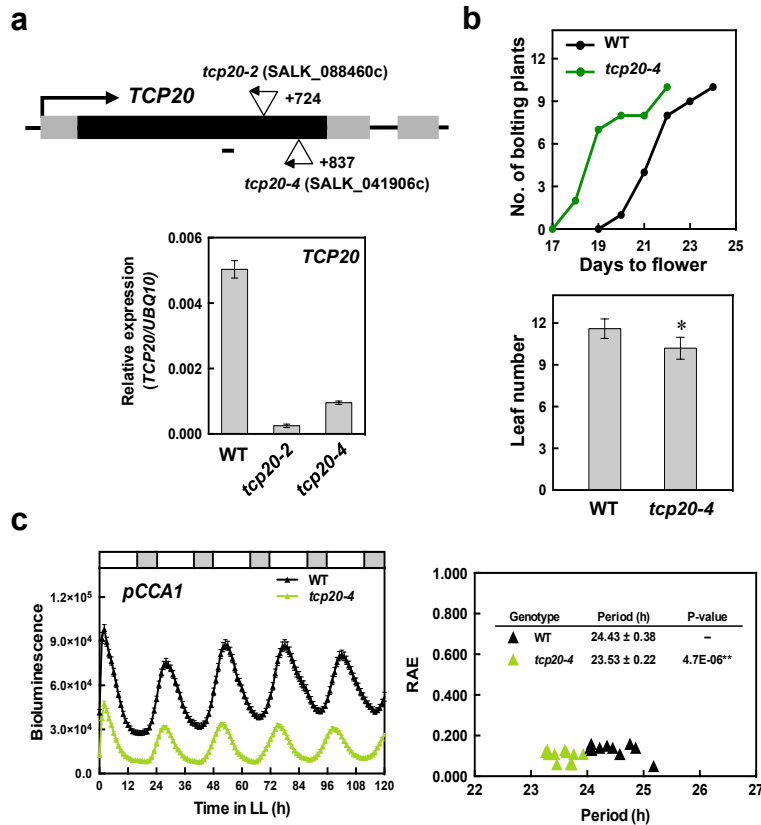 a
tcp20-2 (SALK_088460c)
TCP20
+724
+837
tcp20-4 (SALK_041906c)
Relative expression
(TCP20/UBQ10)
0.006
0.004
0.002
0.000
TCP20
WT
tcp20-2
tcp20-4
b
No. of bolting plants
12
9
6
3
0
WT
tcp20-4
17 19 21 23 25
Days to flower
Leaf number
15
12
9
6
3
0
*
WT tcp20-4
c
Bioluminescence
1.2×10⁵
9.0×10⁴
6.0×10⁴
3.0×10⁴
0.0
pCCA1
WT
tcp20-4
0 12 24 36 48 60 72 84 96 108 120
Time in LL (h)
RAE
1.000
0.800
0.600
0.400
0.200
0.000
Genotype Period (h) P-value
WT 24.43 ± 0.38 –
tcp20-4 23.53 ± 0.22 4.7E-06**
22 23 24 25 26 27
Period (h)